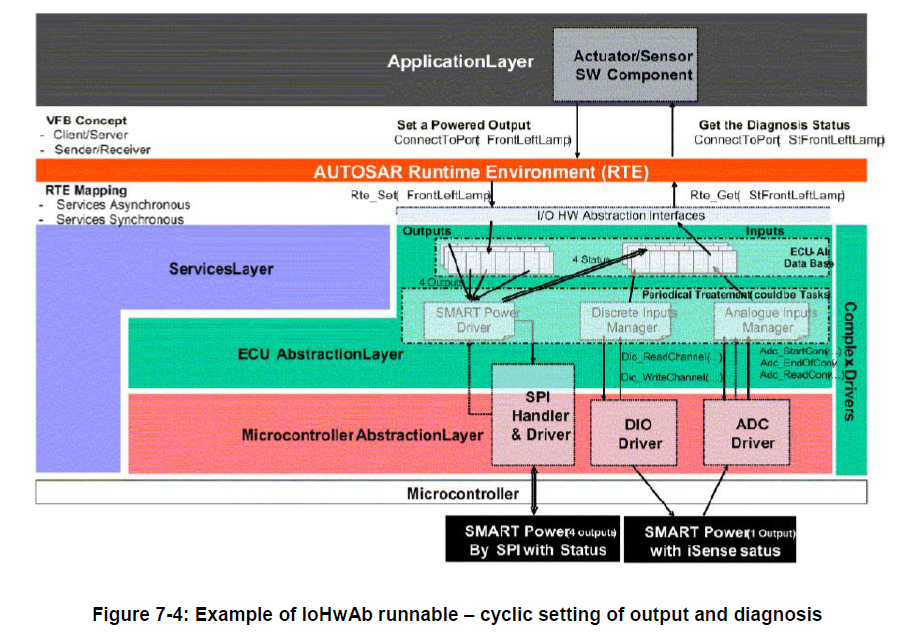 ApplicationLayer
Actuator/Sensor
SW Component
VFB Concept
- Client/Server
- Sender/Receiver
Set a Powered Output
ConnectToPort( FrontLeftLamp)
Get the Diagnosis Status
ConnectToPort( StFrontLeftLamp)
AUTOSAR Runtime Environment (RTE)
RTE Mapping
- Services Asynchronous
- Services Synchronous
Rte_Set( FrontLeftLamp)
Rte_Get( StFrontLeftLamp)
I/O HW Abstraction Interfaces
Outputs
Inputs
ServicesLayer
4 Status
ECU-Ab
Data Base
4 Outputs
Periodical Treatement(couldbe Tasks)
SMART Power
Driver
Discrete Inputs
Manager
Analogue Inputs
Manager
ECU AbstractionLayer
Dio_ReadChannel(...)
Dio_WriteChannel(...)
Adc_StartConv(...)
Adc_EndOfConv(...)
Adc_ReadConv(...)
Complex Drivers
SPI
Handler
& Driver
DIO
Driver
ADC
Driver
Microcontroller AbstractionLayer
Microcontroller
SMART Power(4 outputs)
By SPI with Status
SMART Power(1 Output)
with iSense satus
Figure 7-4: Example of IoHwAb runnable – cyclic setting of output and diagnosis